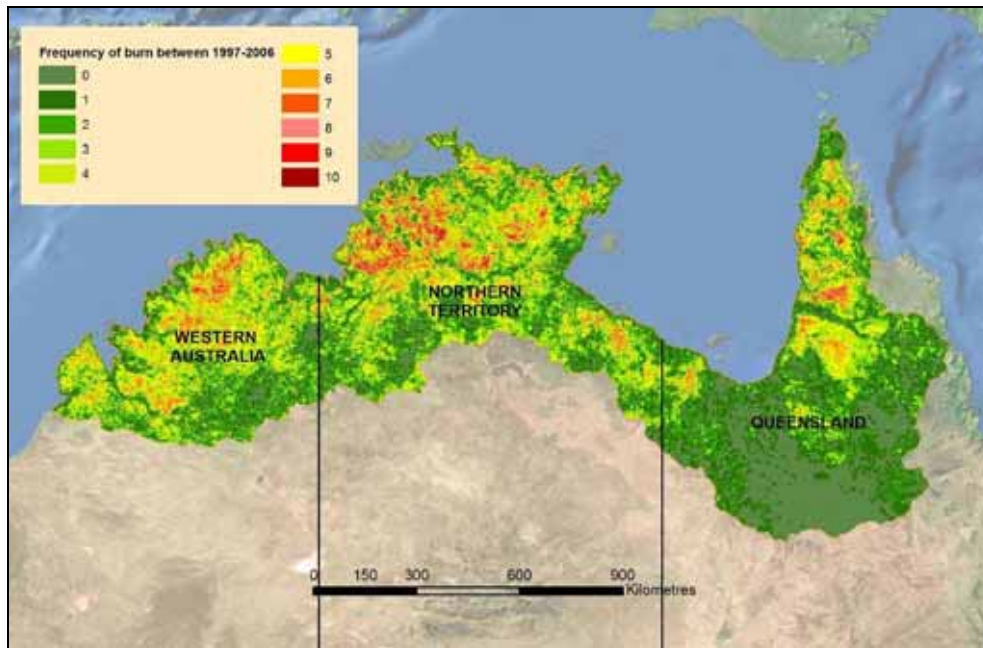 Frequency of burn between 1997-2006
0
1
2
3
4
5
6
7
8
9
10
WESTERN
AUSTRALIA
NORTHERN
TERRITORY
QUEENSLAND
0 150 300 600 900
Kilometres